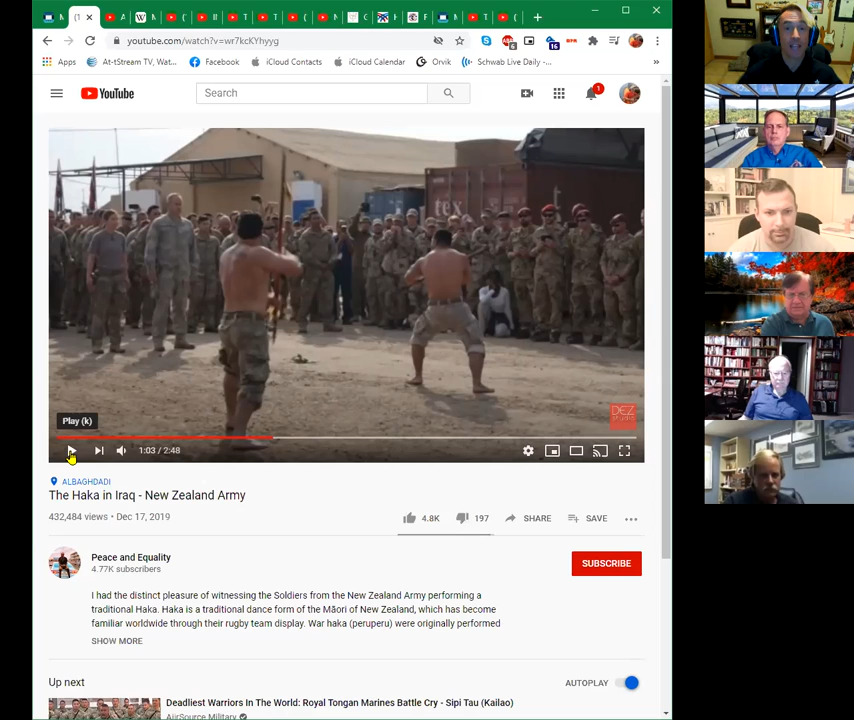 youtube.com/watch?v=wr7kcKYhyyg
Apps
At-tStream TV, Wat...
Facebook
iCloud Contacts
iCloud Calendar
Orvik
Schwab Live Daily -...
»
YouTube
Search
1
tex
DEZ
Play (k)
1:03 / 2:48
ALBAGHDADI
The Haka in Iraq - New Zealand Army
432,484 views • Dec 17, 2019
4.8K
197
SHARE
SAVE
Peace and Equality
4.77K subscribers
SUBSCRIBE
I had the distinct pleasure of witnessing the Soldiers from the New Zealand Army performing a
traditional Haka. Haka is a traditional dance form of the Māori of New Zealand, which has become
familiar worldwide through their rugby team display. War haka (peruperu) were originally performed
SHOW MORE
Up next
AUTOPLAY
Deadliest Warriors In The World: Royal Tongan Marines Battle Cry - Sipi Tau (Kailao)
AirSource Military